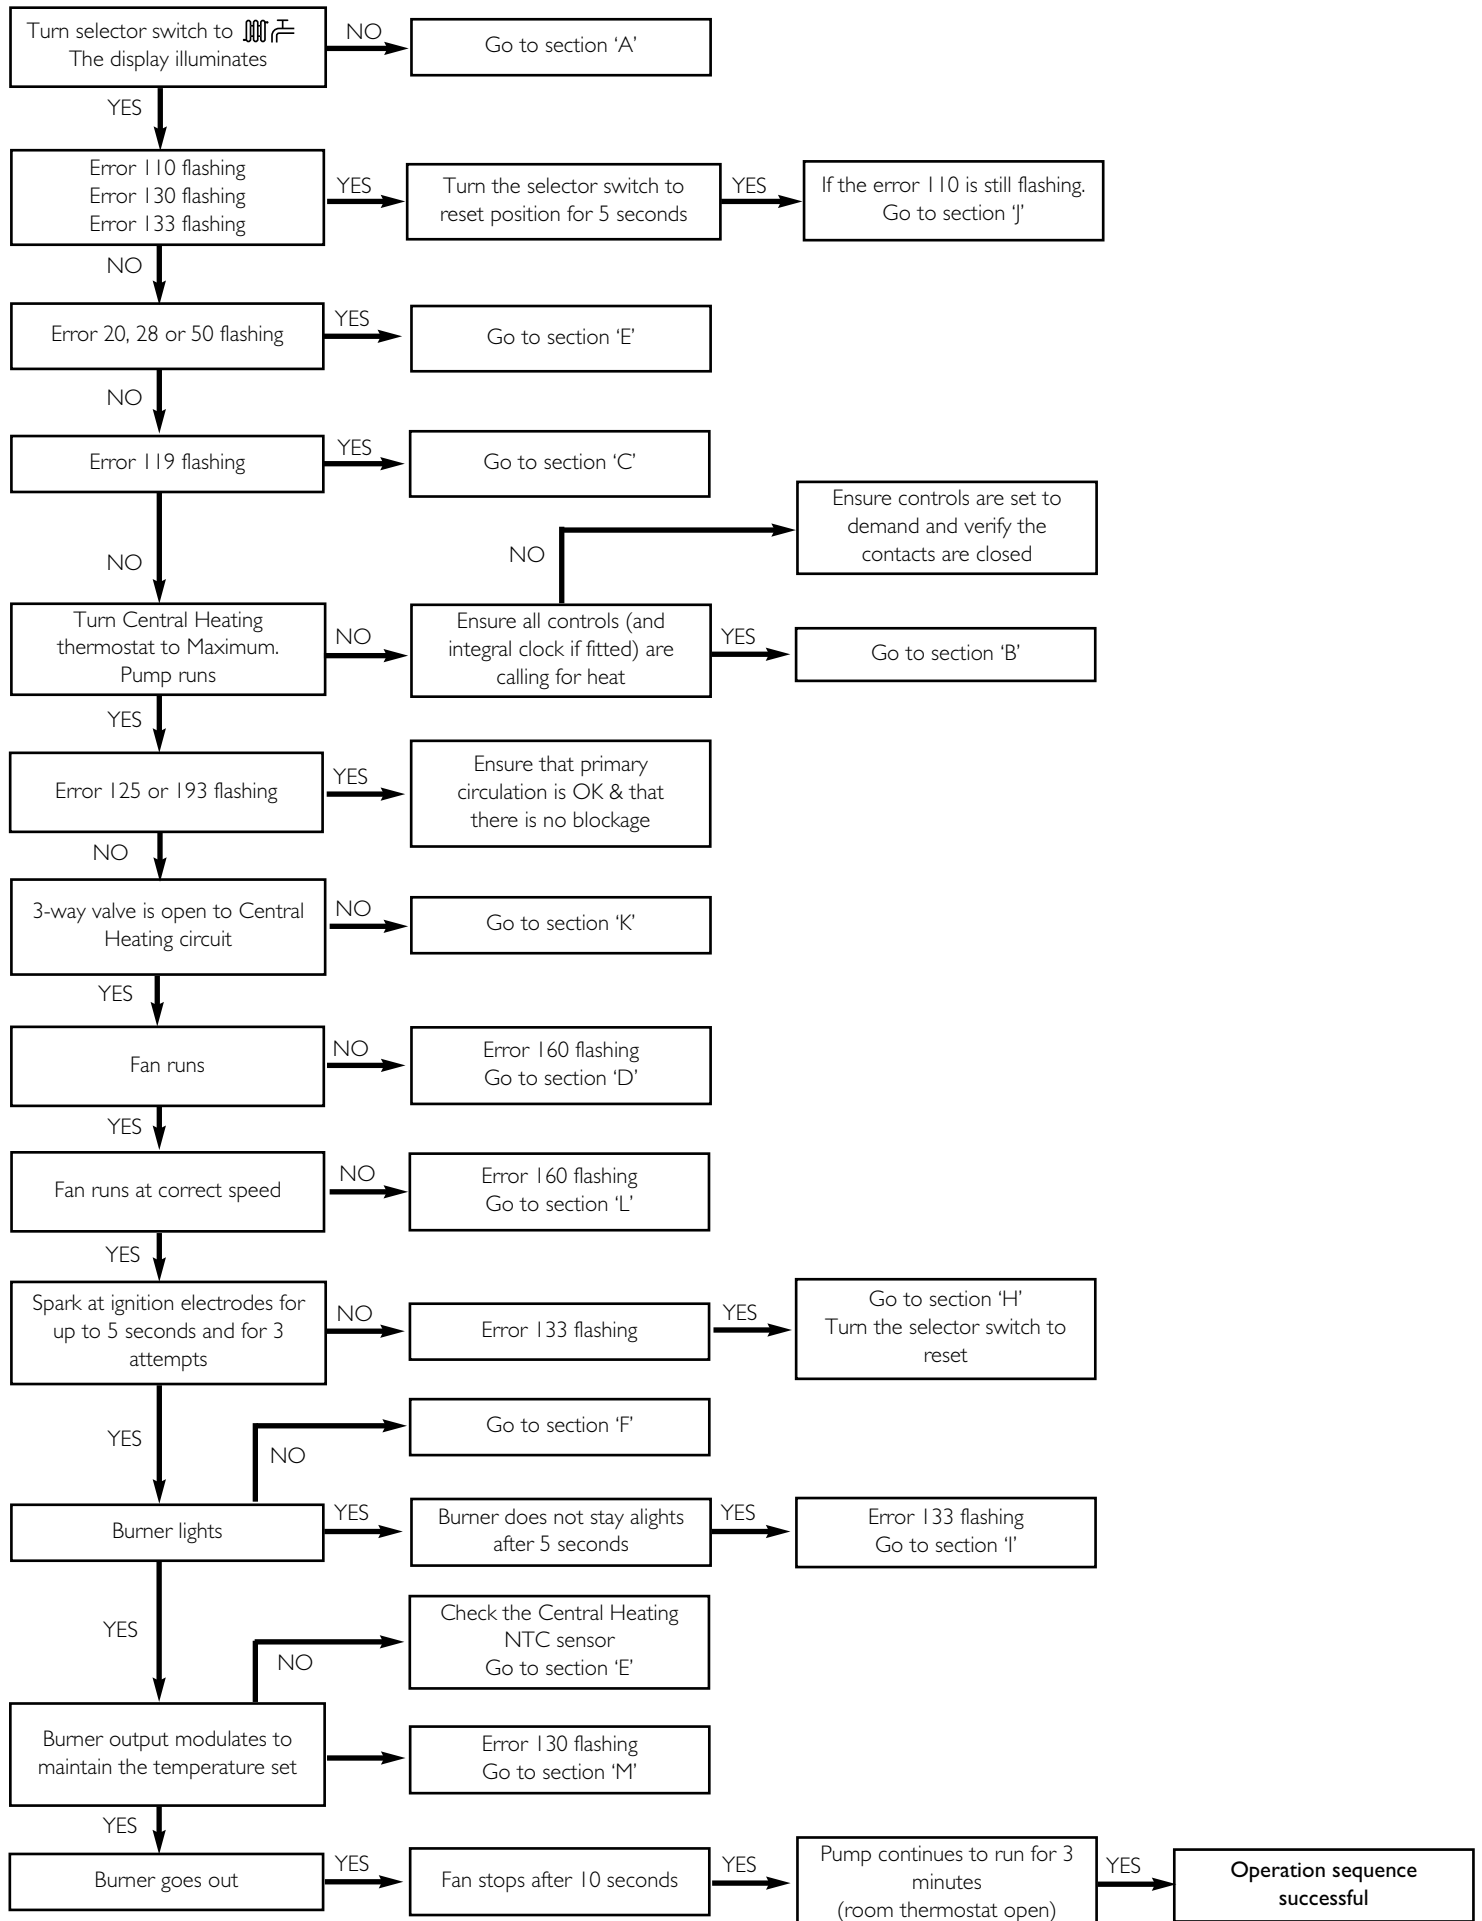 Turn selector switch to
The display illuminates
NO
Go to section ‘A’
YES
Error 110 flashing
Error 130 flashing
Error 133 flashing
YES
Turn the selector switch to
reset position for 5 seconds
YES
If the error 110 is still flashing.
Go to section ‘J’
NO
Error 20, 28 or 50 flashing
YES
Go to section ‘E’
NO
Error 119 flashing
YES
Go to section ‘C’
NO
Ensure controls are set to
demand and verify the
contacts are closed
NO
Turn Central Heating
thermostat to Maximum.
Pump runs
NO
Ensure all controls (and
integral clock if fitted) are
calling for heat
YES
Go to section ‘B’
YES
Error 125 or 193 flashing
YES
Ensure that primary
circulation is OK & that
there is no blockage
NO
3-way valve is open to Central
Heating circuit
NO
Go to section ‘K’
YES
Fan runs
NO
Error 160 flashing
Go to section ‘D’
YES
Fan runs at correct speed
NO
Error 160 flashing
Go to section ‘L’
YES
Spark at ignition electrodes for
up to 5 seconds and for 3
attempts
NO
Error 133 flashing
YES
Go to section ‘H’
Turn the selector switch to
reset
YES
NO
Go to section ‘F’
Burner lights
YES
Burner does not stay alights
after 5 seconds
YES
Error 133 flashing
Go to section ‘I’
YES
NO
Check the Central Heating
NTC sensor
Go to section ‘E’
Burner output modulates to
maintain the temperature set
Error 130 flashing
Go to section ‘M’
YES
Burner goes out
YES
Fan stops after 10 seconds
YES
Pump continues to run for 3
minutes
(room thermostat open)
YES
Operation sequence
successful